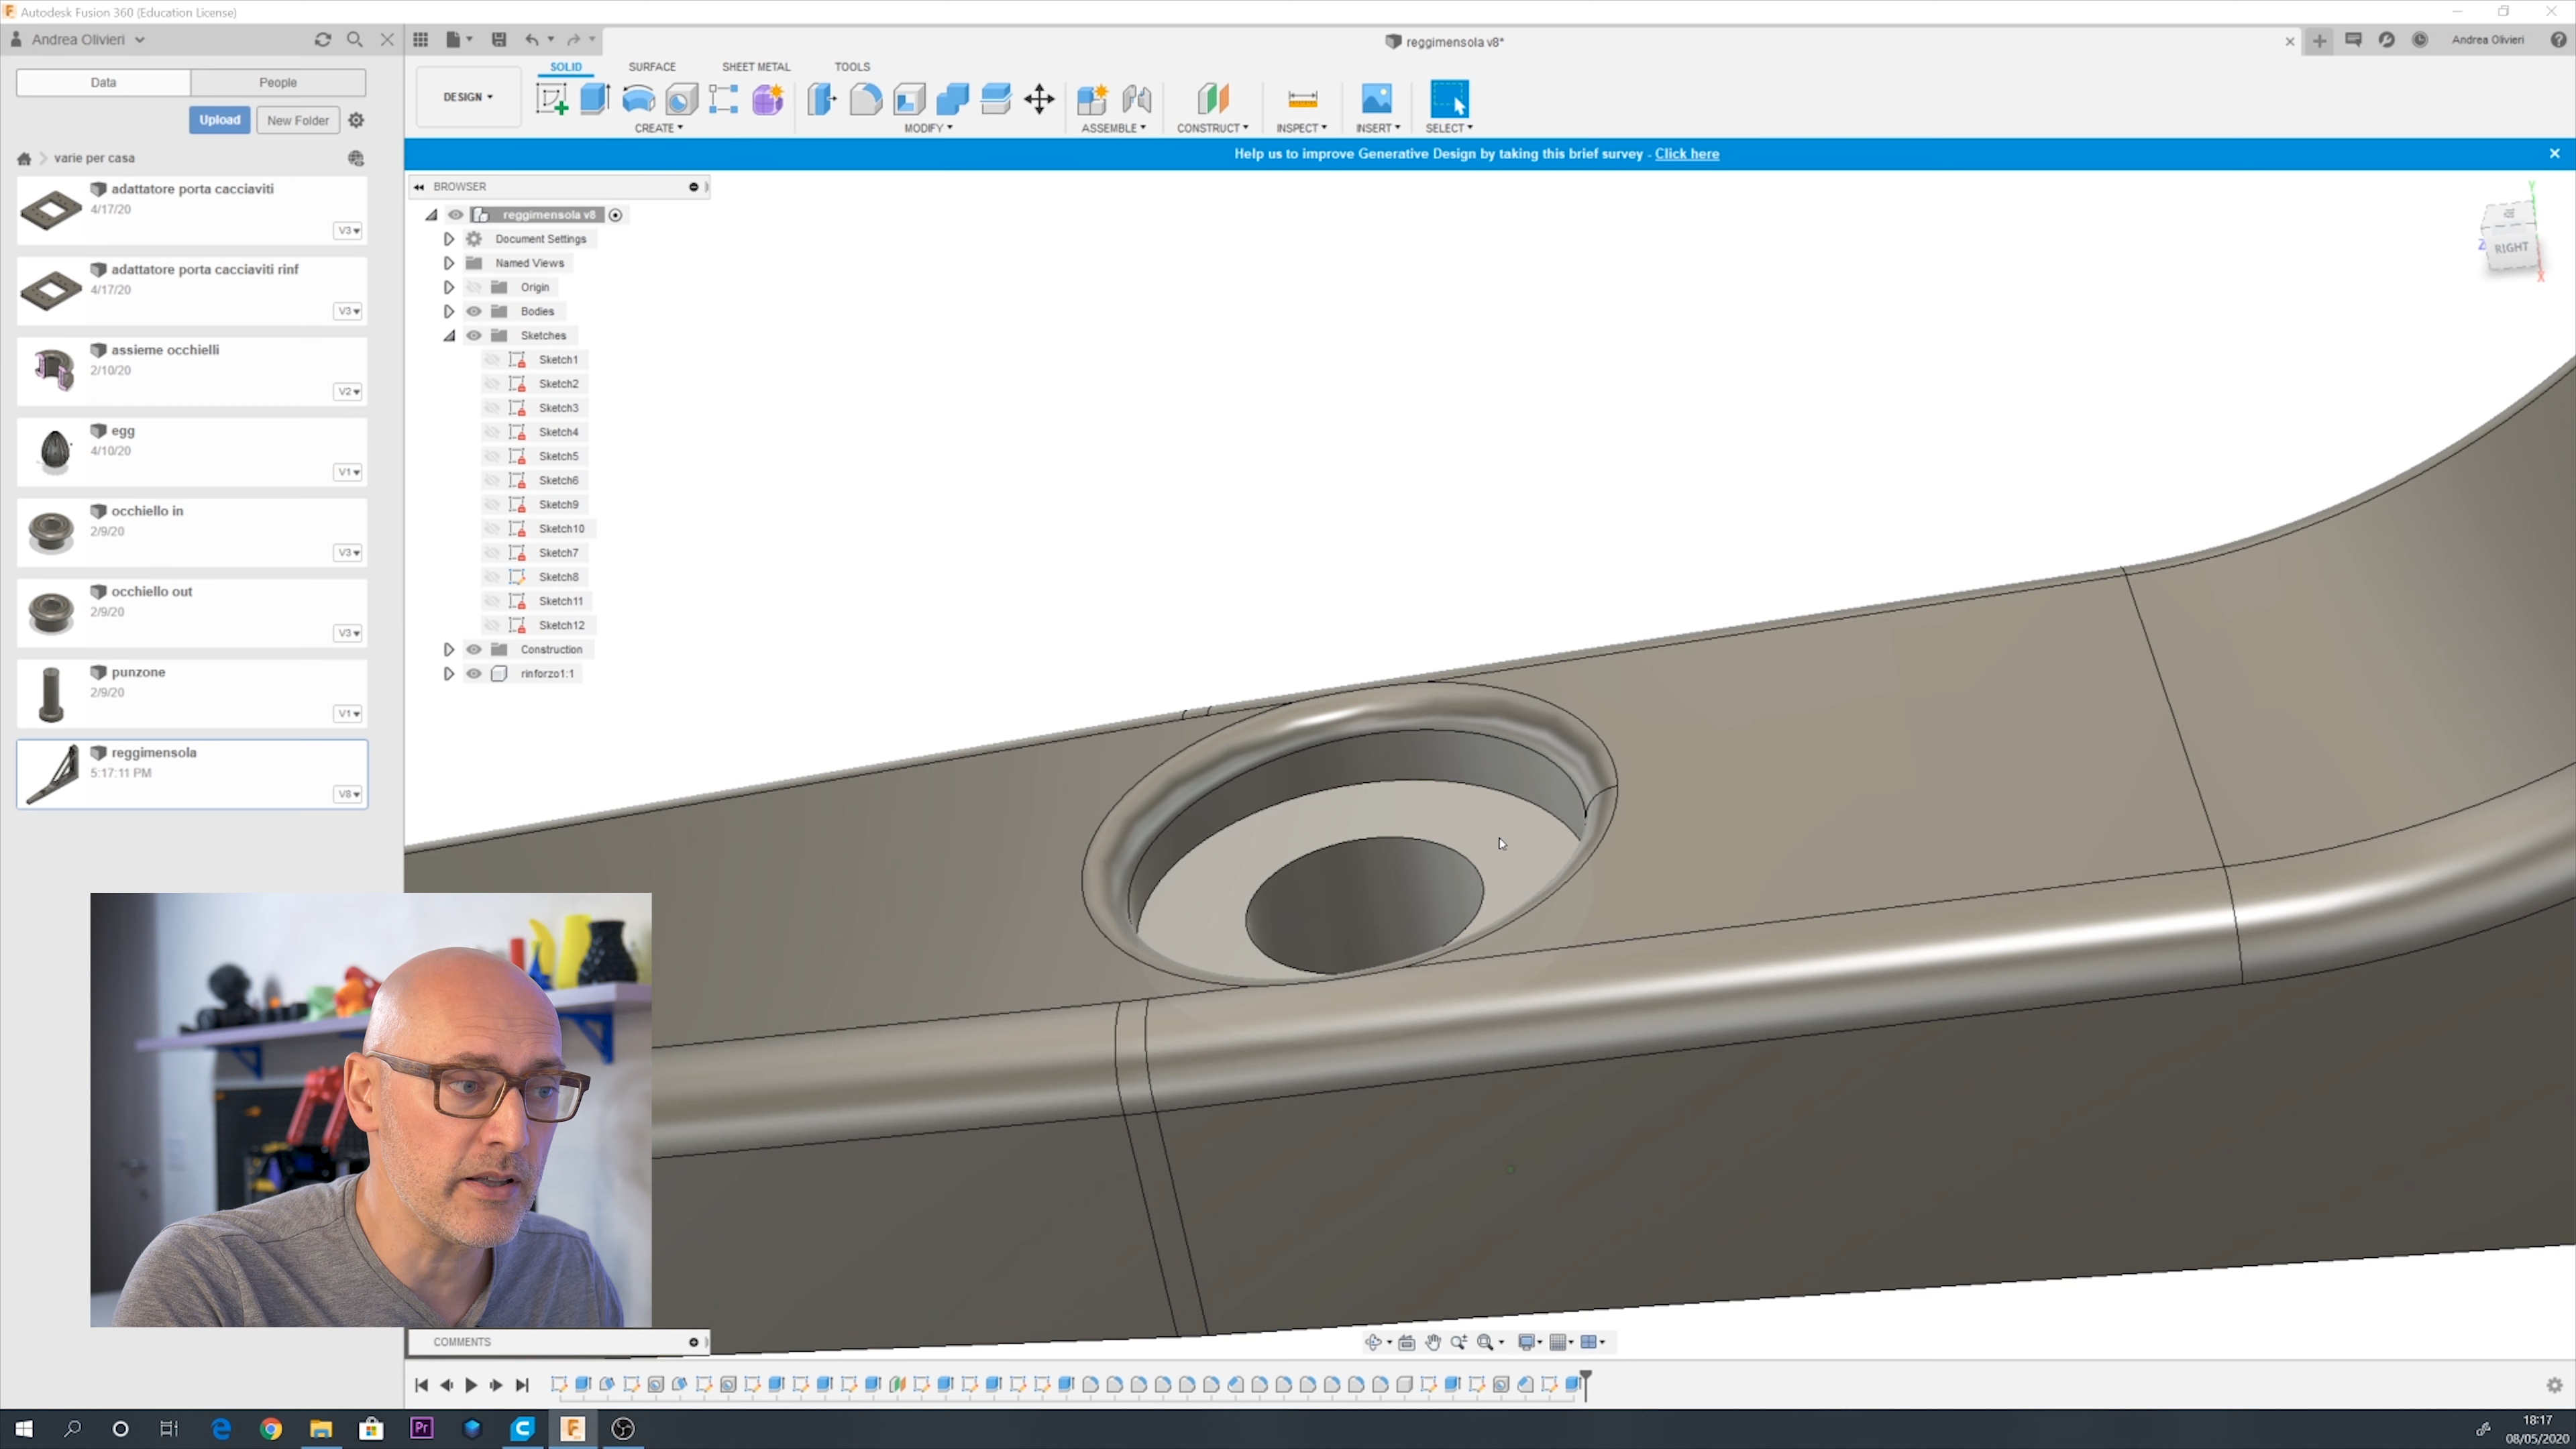 Autodesk Fusion 360 (Education License)
Andrea Olivieri
reggimensola v8*
Andrea Olivieri
Data
People
Upload
New Folder
varie per casa
adattatore porta cacciaviti
4/17/20
V3
adattatore porta cacciaviti rinf
4/17/20
V3
assieme occhielli
2/10/20
V2
egg
4/10/20
V1
occhiello in
2/9/20
V3
occhiello out
2/9/20
V3
punzone
2/9/20
V1
reggimensola
5:17:11 PM
V8
DESIGN
SOLID
SURFACE
SHEET METAL
TOOLS
CREATE
MODIFY
ASSEMBLE
CONSTRUCT
INSPECT
INSERT
SELECT
Help us to improve Generative Design by taking this brief survey - Click here
BROWSER
reggimensola v8
Document Settings
Named Views
Origin
Bodies
Sketches
Sketch1
Sketch2
Sketch3
Sketch4
Sketch5
Sketch6
Sketch9
Sketch10
Sketch7
Sketch8
Sketch11
Sketch12
Construction
rinforzo1:1
Y
Z
RIGHT
X
COMMENTS
Pr
18:17
08/05/2020